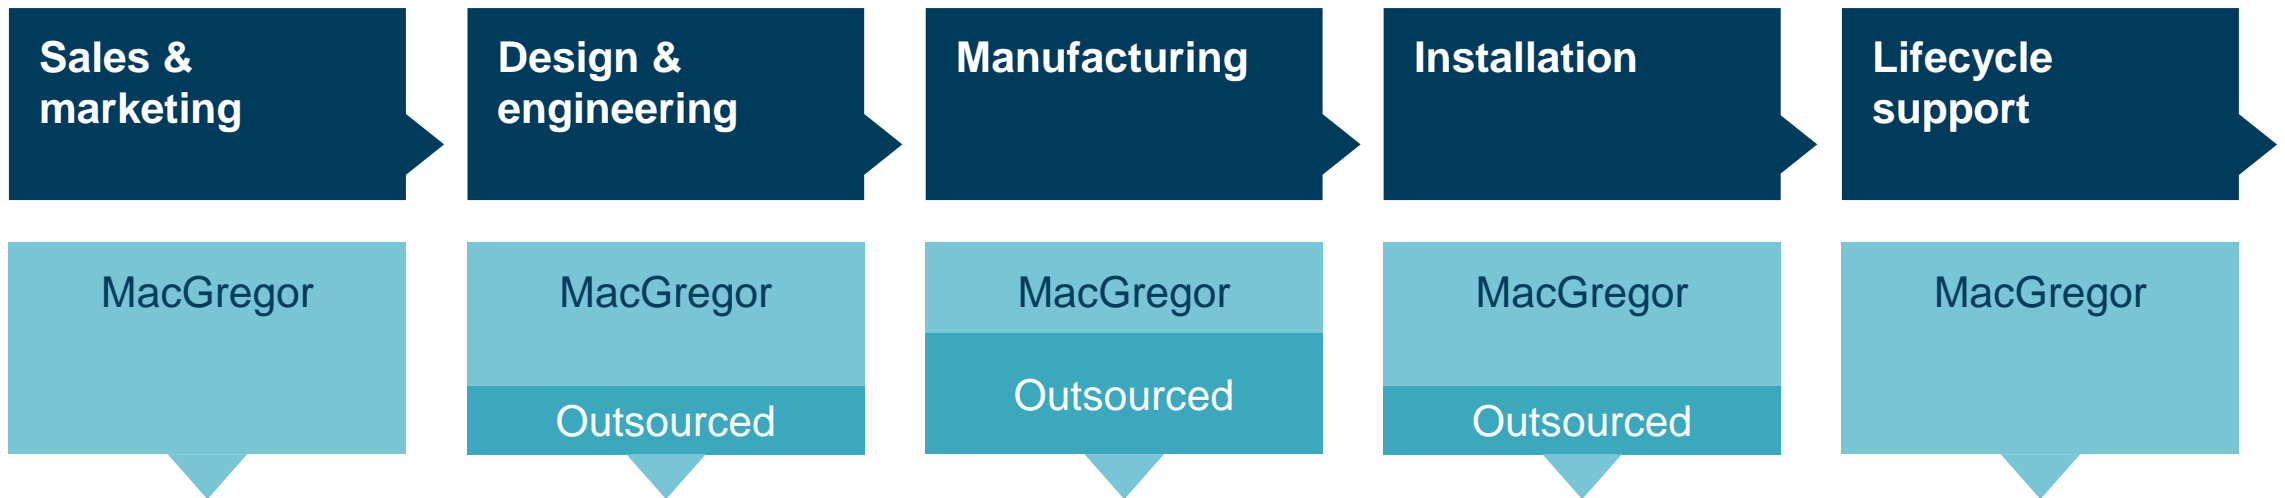 Sales &
marketing
Design &
engineering
Manufacturing
Installation
Lifecycle
support
MacGregor
MacGregor
Outsourced
MacGregor
Outsourced
MacGregor
Outsourced
MacGregor